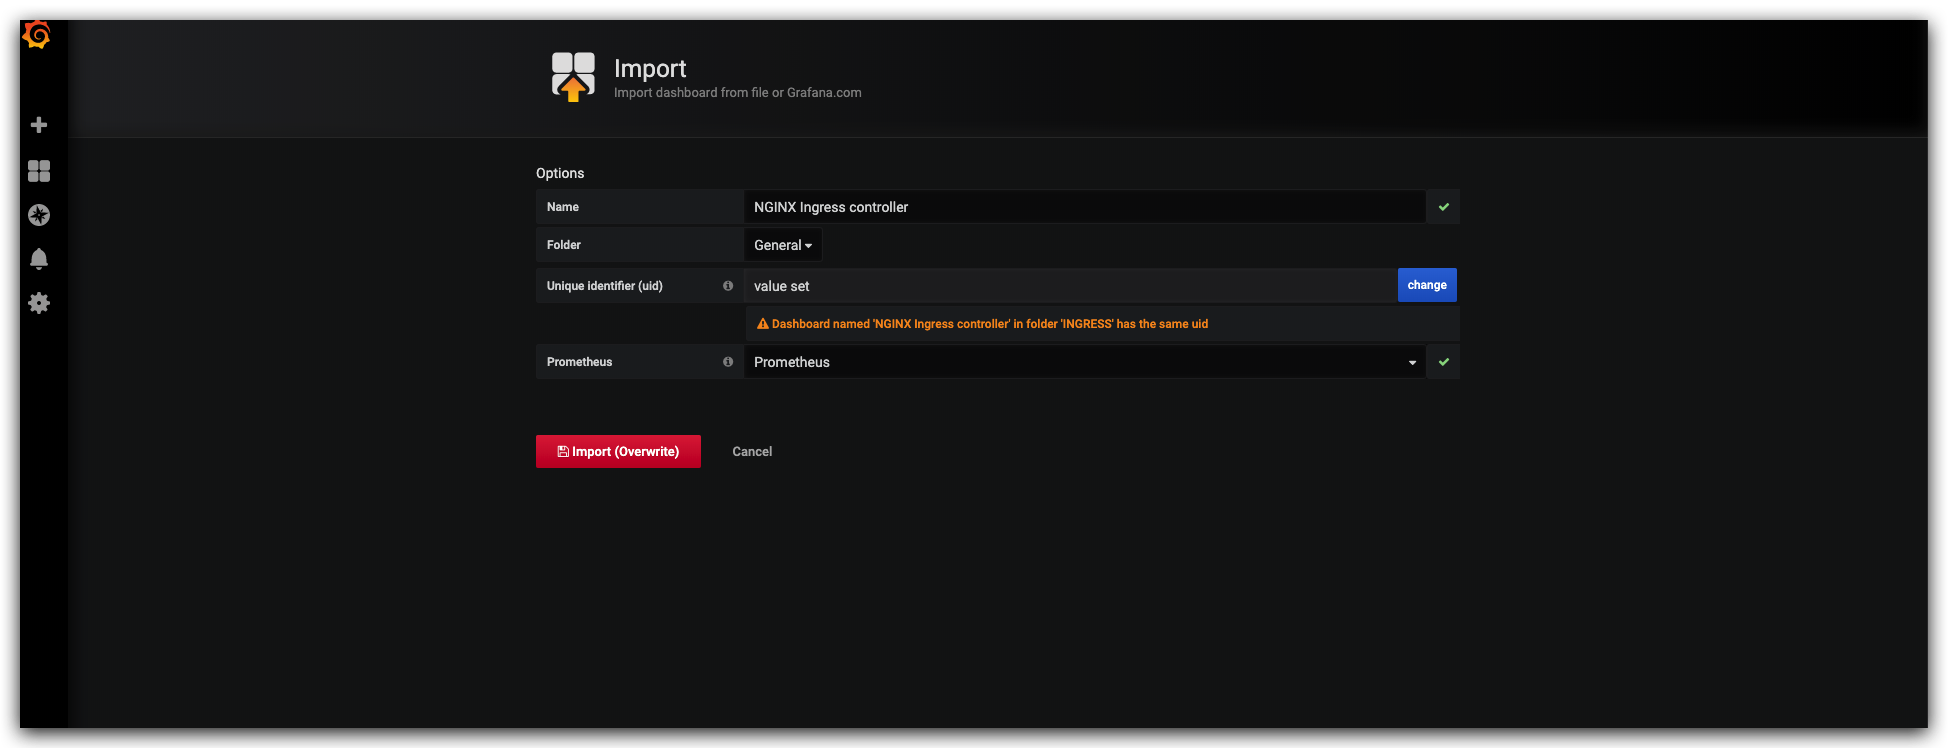 Import
Import dashboard from file or Grafana.com
Options
Name NGINX Ingress controller
Folder General
Unique identifier (uid) value set change
Dashboard named 'NGINX Ingress controller' in folder 'INGRESS' has the same uid
Prometheus Prometheus
Import (Overwrite) Cancel